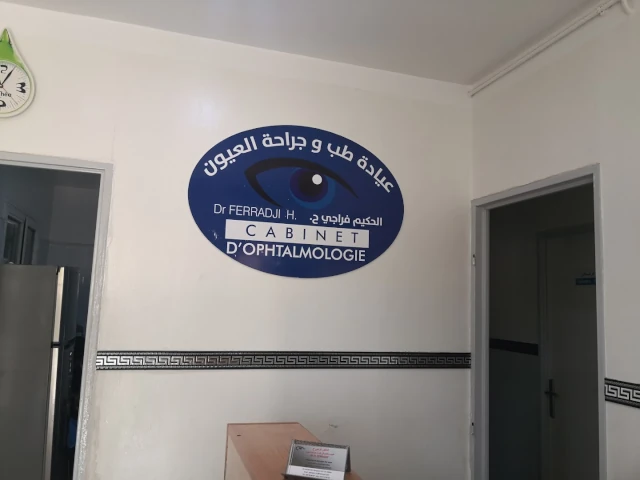 عيادة طب و جراحة العيون
Dr FERRADJI H. الحكيم فراجي ح.
CABINET
D'OPHTALMOLOGIE